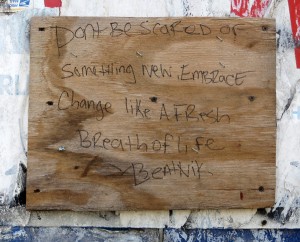 Dont Be Scared of
Something New. EMBRACE
Change like A FResh
BReath of life
BeAtNik